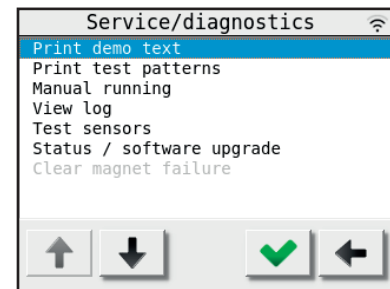 Service/diagnostics
Print demo text
Print test patterns
Manual running
View log
Test sensors
Status / software upgrade
Clear magnet failure